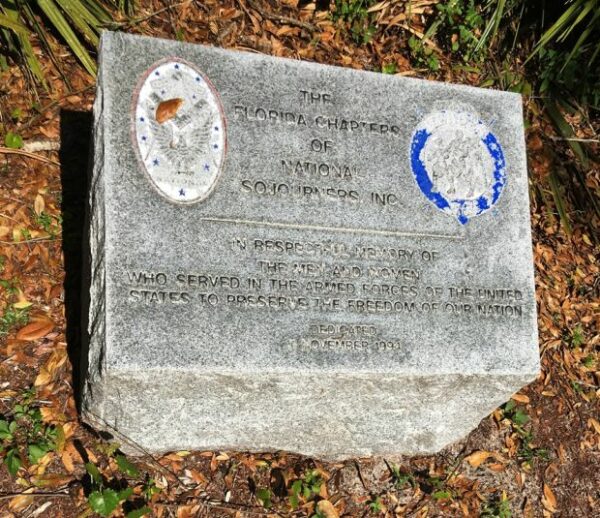 THE
FLORIDA CHAPTERS
OF
NATIONAL
SOJOURNERS, INC.
IN RESPECTFUL MEMORY OF
THE MEN AND WOMEN
WHO SERVED IN THE ARMED FORCES OF THE UNITED
STATES TO PRESERVE THE FREEDOM OF OUR NATION
DEDICATED
NOVEMBER